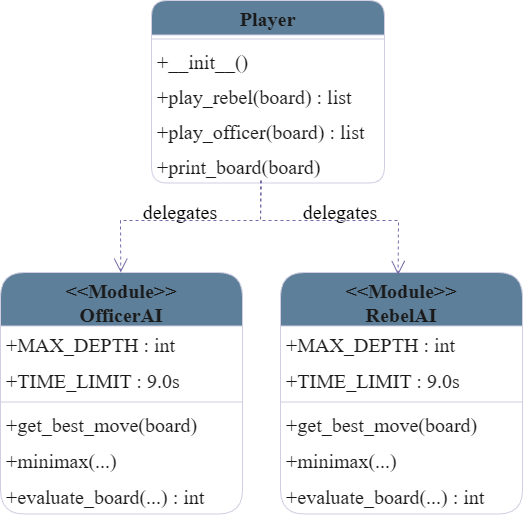 Player
+__init__()
+play_rebel(board) : list
+play_officer(board) : list
+print_board(board)
delegates
delegates
<<Module>>
OfficerAI
+MAX_DEPTH : int
+TIME_LIMIT : 9.0s
+get_best_move(board)
+minimax(...)
+evaluate_board(...) : int
<<Module>>
RebelAI
+MAX_DEPTH : int
+TIME_LIMIT : 9.0s
+get_best_move(board)
+minimax(...)
+evaluate_board(...) : int